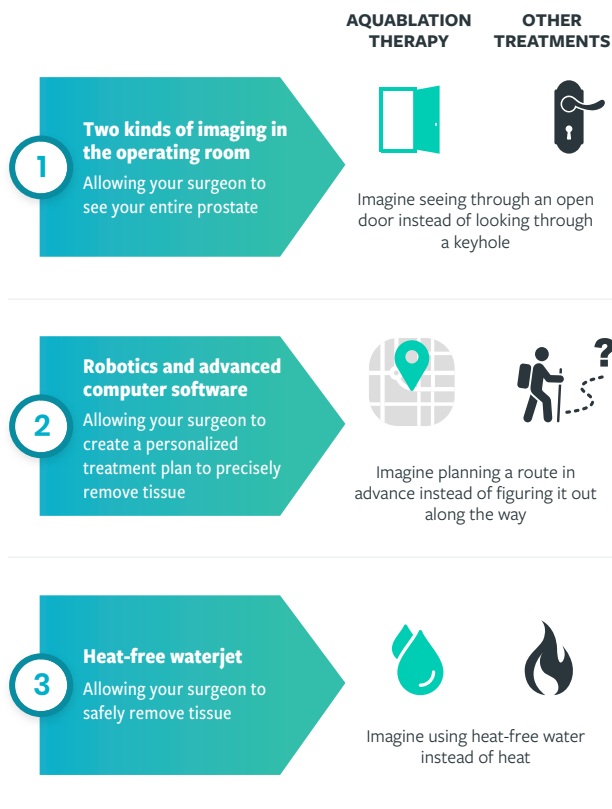 AQUABLATION
THERAPY
OTHER
TREATMENTS
1
Two kinds of imaging in
the operating room
Allowing your surgeon to
see your entire prostate
Imagine seeing through an open
door instead of looking through
a keyhole
2
Robotics and advanced
computer software
Allowing your surgeon to
create a personalized
treatment plan to precisely
remove tissue
?
Imagine planning a route in
advance instead of figuring it out
along the way
3
Heat-free waterjet
Allowing your surgeon to
safely remove tissue
Imagine using heat-free water
instead of heat